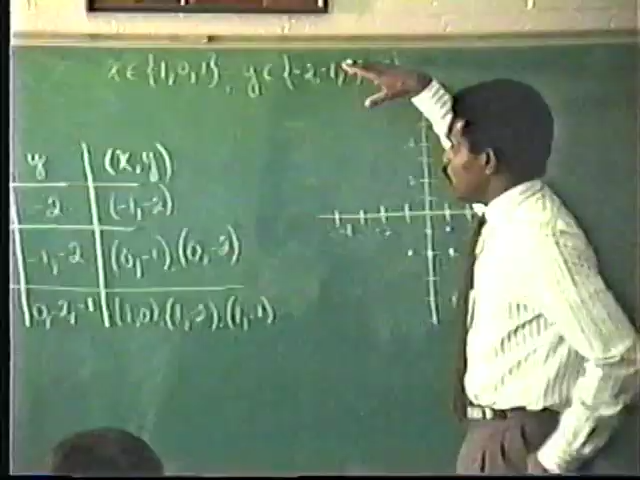 x ∈ {1, 0, 1}, y ∈ {-2, -1,
y (x, y)
-2 (-1, -2)
-1, -2 (0, -1), (0, -2)
0, -2, -1 (1, 0), (1, -2), (1, -1)